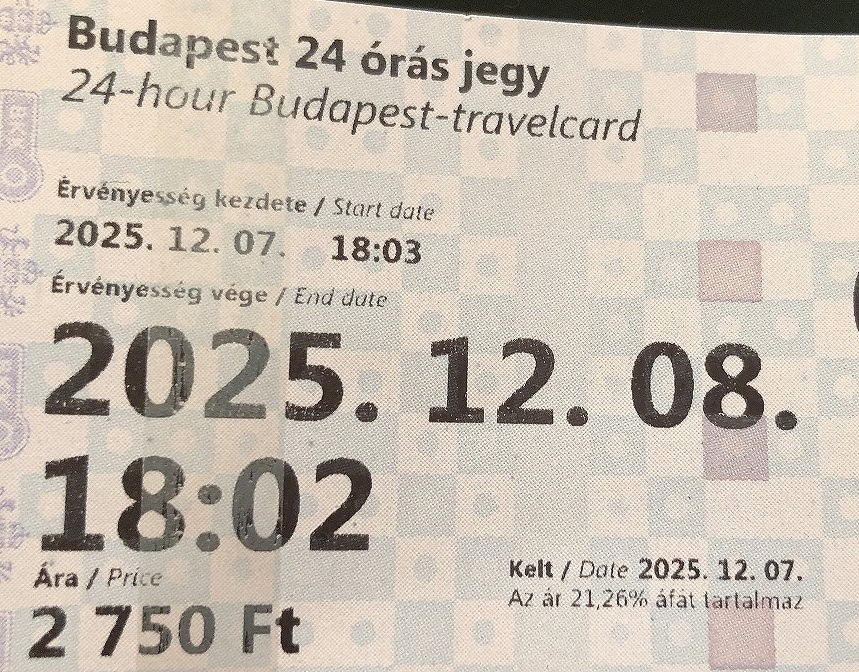 Budapest 24 órás jegy
24-hour Budapest-travelcard
Érvényesség kezdete / Start date
2025. 12. 07. 18:03
Érvényesség vége / End date
2025. 12. 08.
18:02
Ára / Price
2 750 Ft
Kelt / Date 2025. 12. 07.
Az ár 21,26% áfát tartalmaz